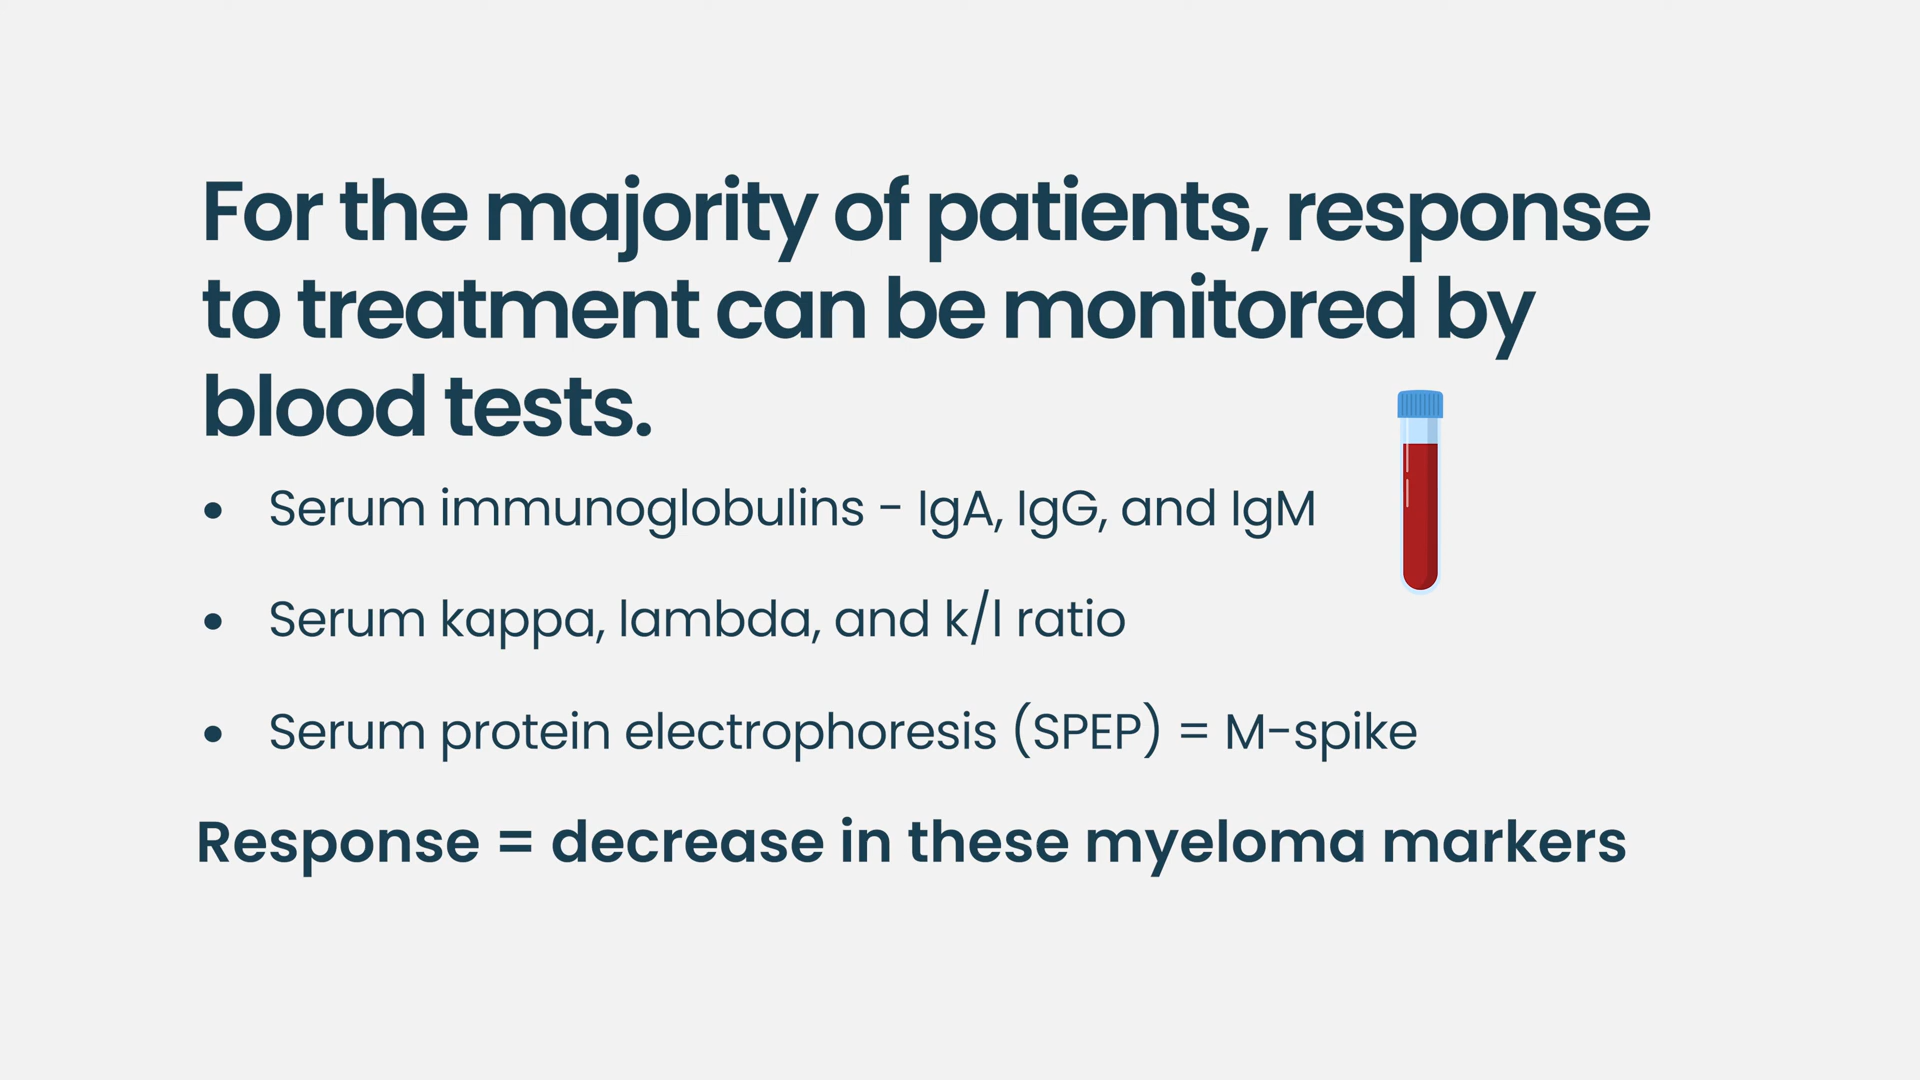 For the majority of patients, response
to treatment can be monitored by
blood tests.
• Serum immunoglobulins - IgA, IgG, and IgM
• Serum kappa, lambda, and k/l ratio
• Serum protein electrophoresis (SPEP) = M-spike
Response = decrease in these myeloma markers